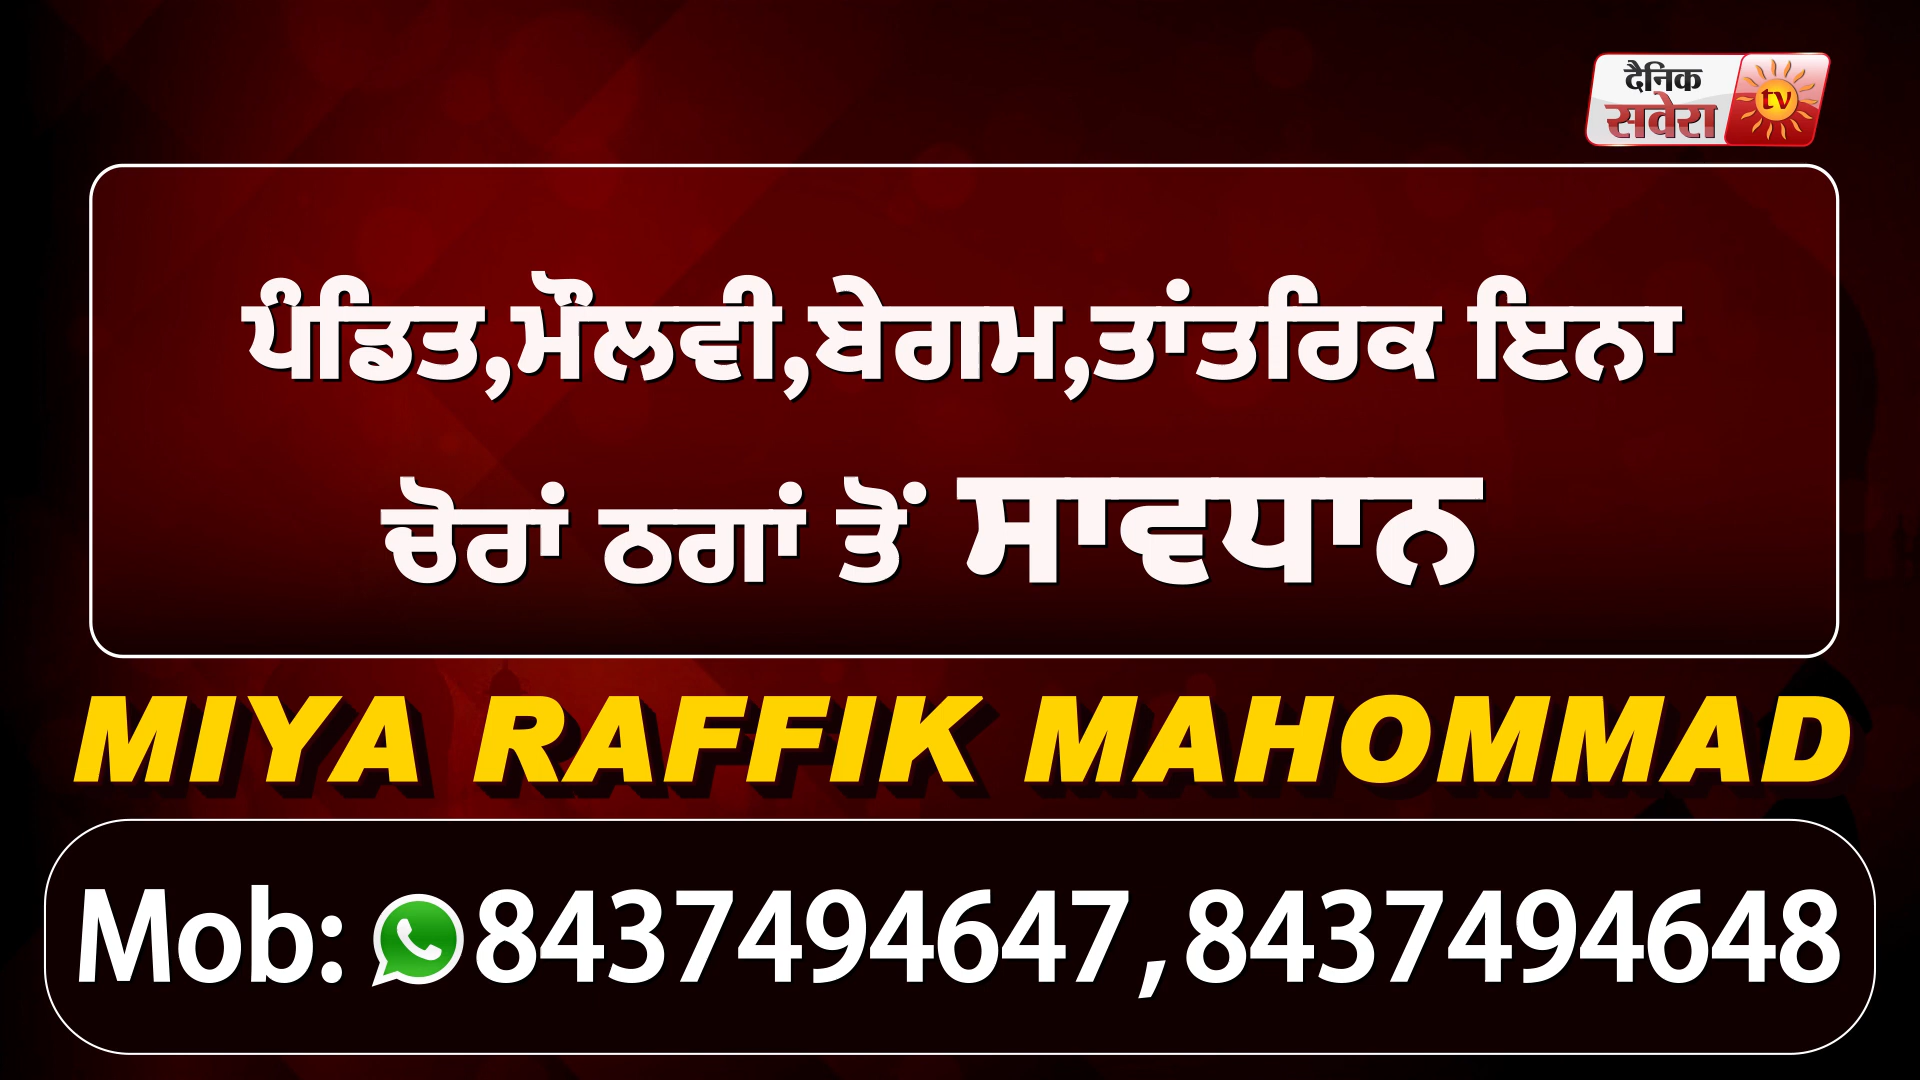 दैनिक
सवेरा tv
ਪੰਡਿਤ,ਮੌਲਵੀ,ਬੇਗਮ,ਤਾਂਤਰਿਕ ਇਨਾ
ਚੋਰਾਂ ਠਗਾਂ ਤੋਂ ਸਾਵਧਾਨ
MIYA RAFFIK MAHOMMAD
Mob: 8437494647, 8437494648